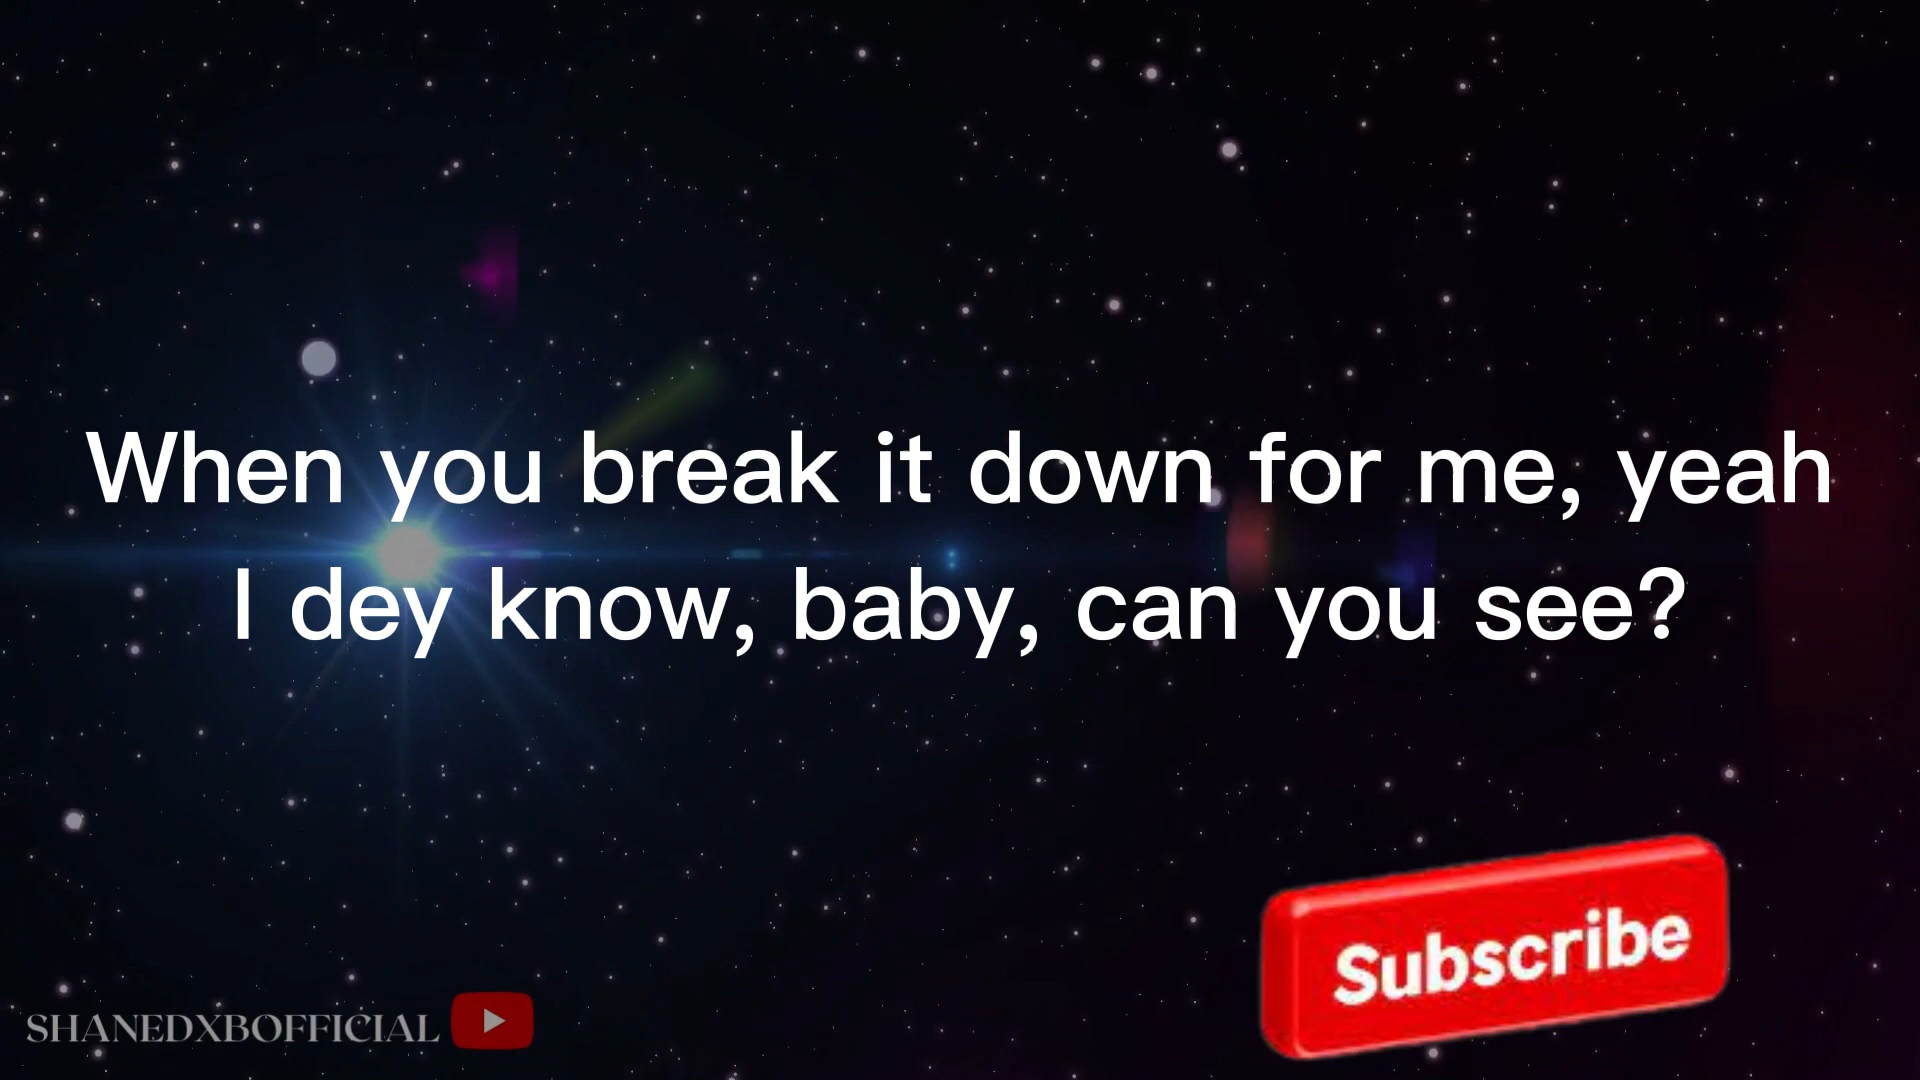 When you break it down for me, yeah
I dey know, baby, can you see?
Subscribe
SHANEDXBOFFICIAL